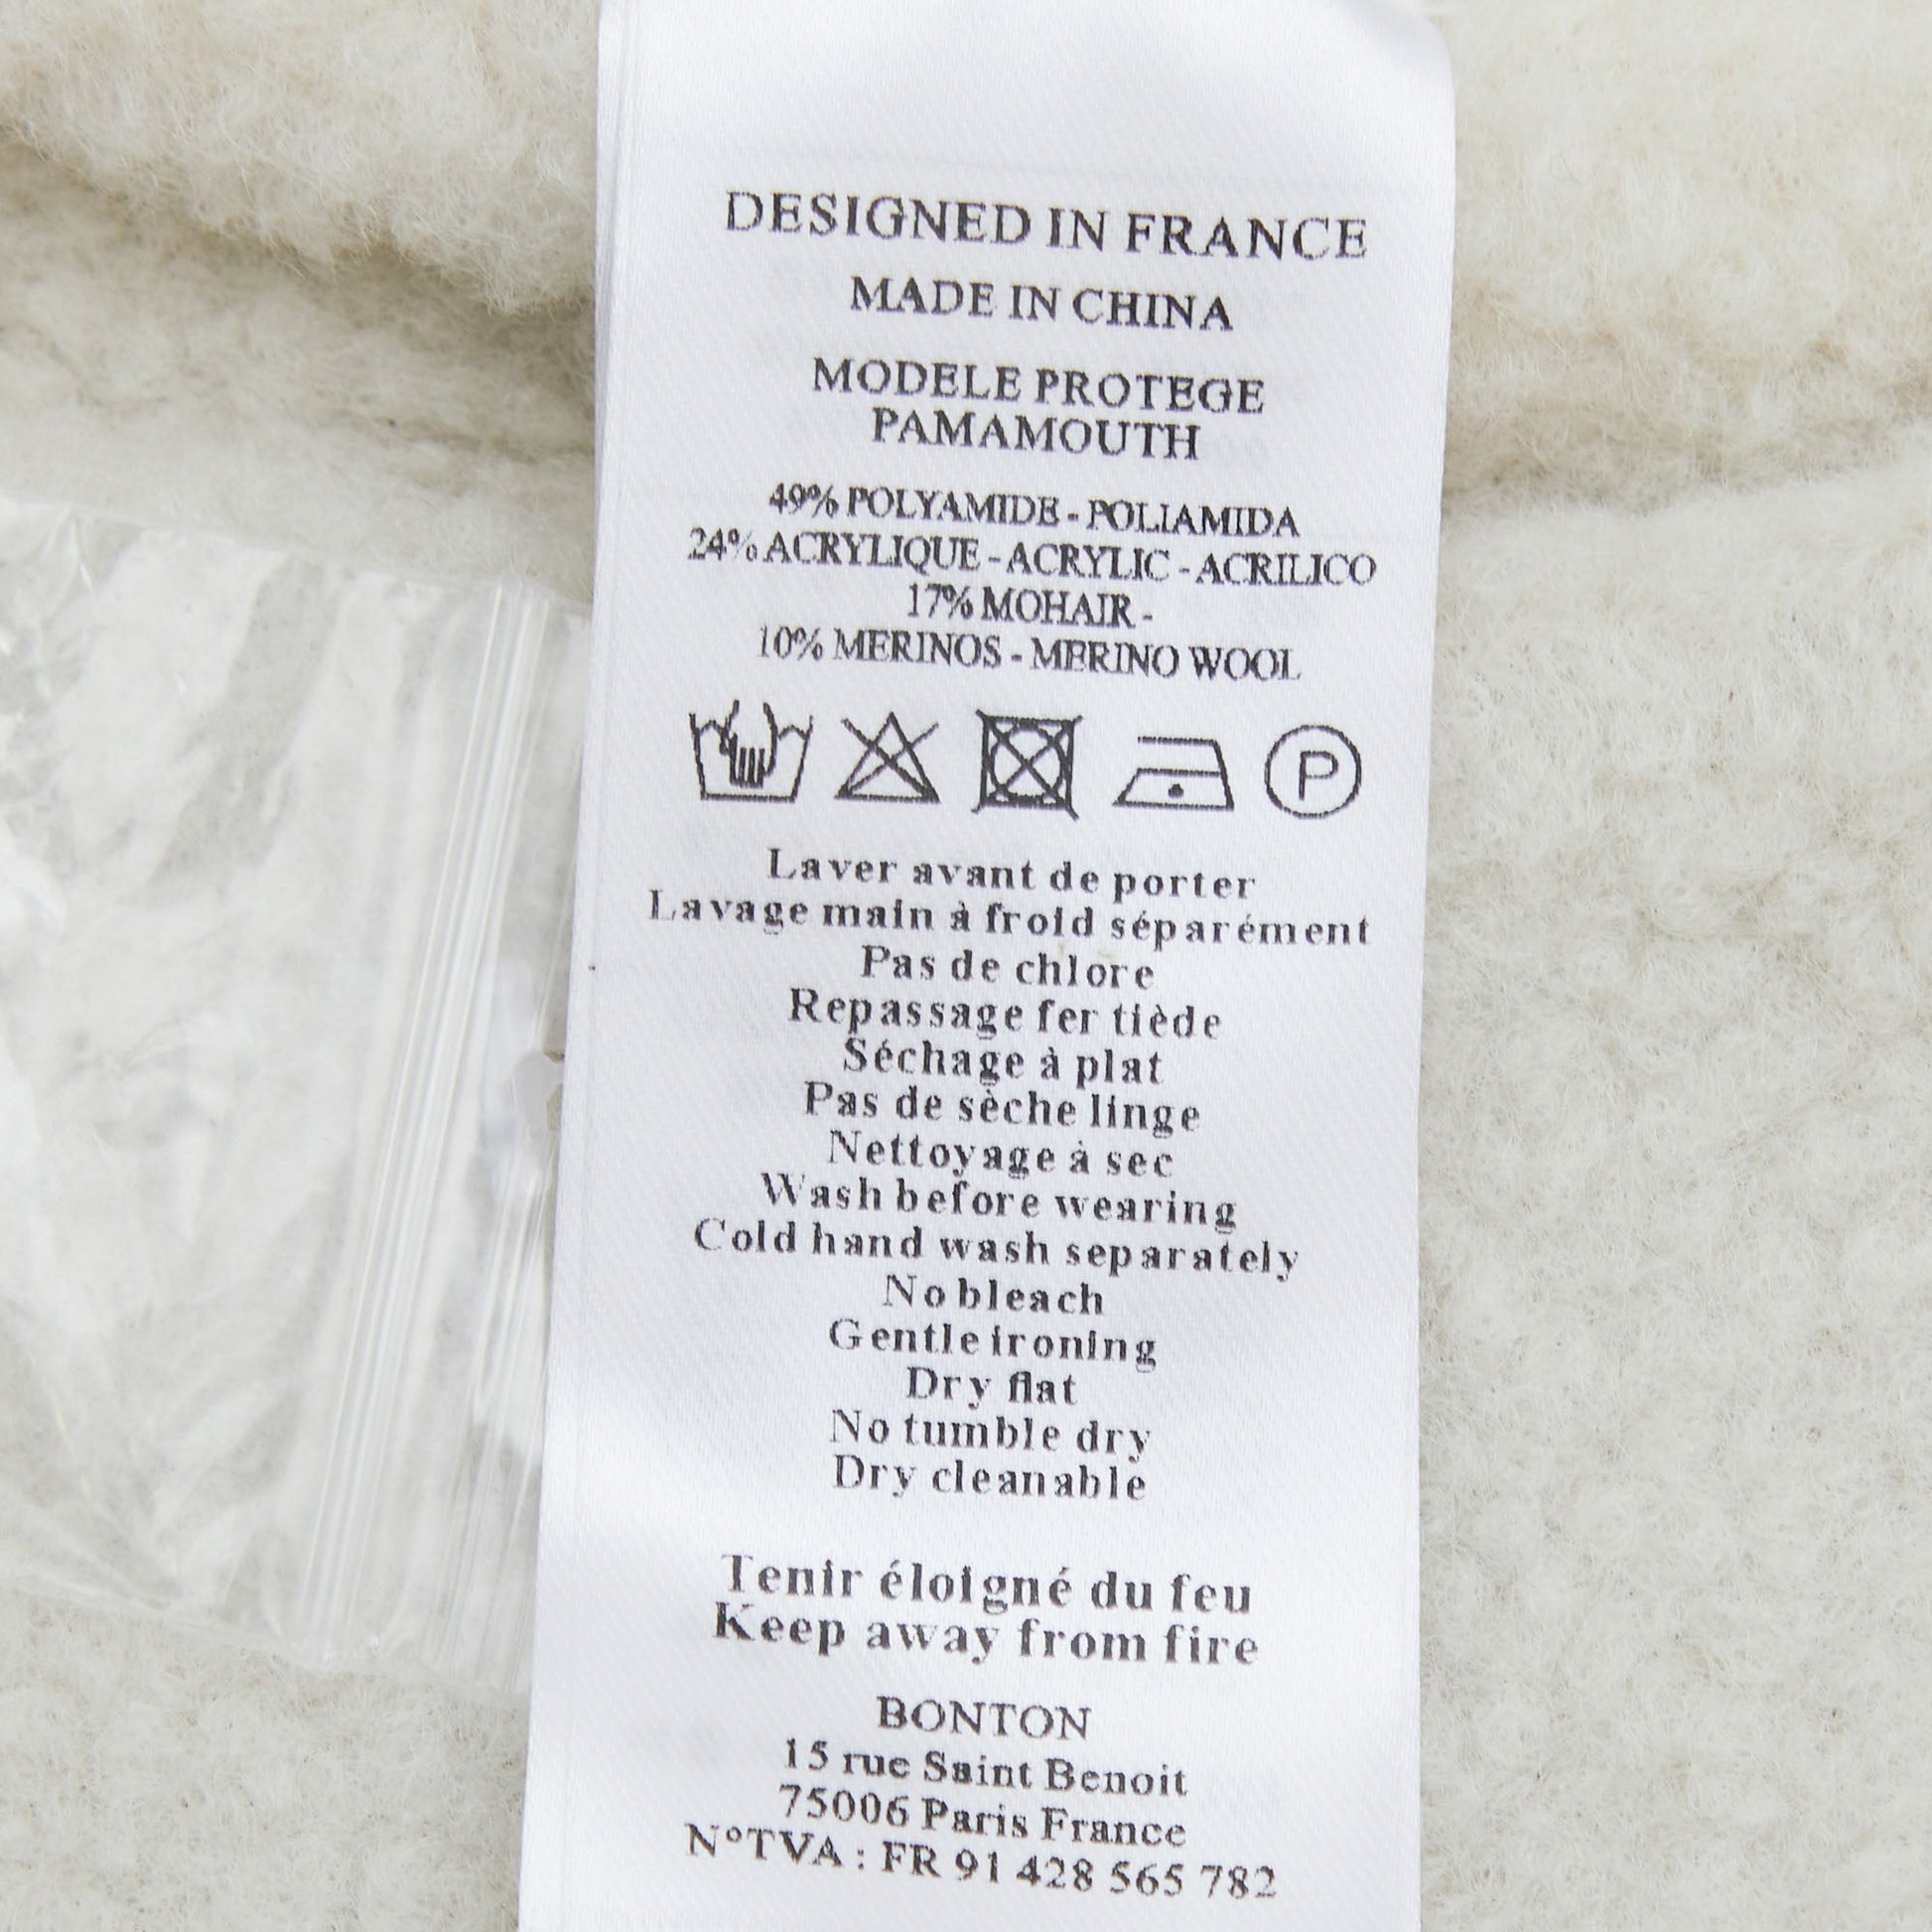 DESIGNED IN FRANCE
MADE IN CHINA
MODELE PROTEGE
PAMAMOUTH
49% POLYAMIDE - POLIAMIDA
24% ACRYLIQUE - ACRYLIC - ACRILICO
17% MOHAIR -
10% MERINOS - MERINO WOOL
P
Laver avant de porter
Lavage main à froid séparément
Pas de chlore
Repassage fer tiède
Séchage à plat
Pas de sèche linge
Nettoyage à sec
Wash before wearing
Cold hand wash separately
No bleach
Gentle ironing
Dry flat
No tumble dry
Dry cleanable
Tenir éloigné du feu
Keep away from fire
BONTON
15 rue Saint Benoit
75006 Paris France
N°TVA : FR 91 428 565 782